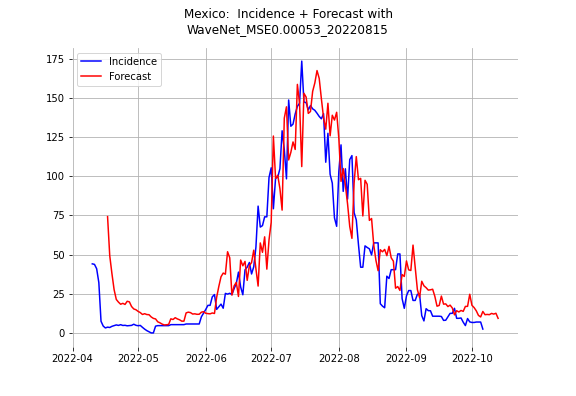 Mexico:  Incidence + Forecast with
WaveNet_MSE0.00053_20220815
Incidence
Forecast
175
150
125
100
75
50
25
0
2022-04 2022-05 2022-06 2022-07 2022-08 2022-09 2022-10